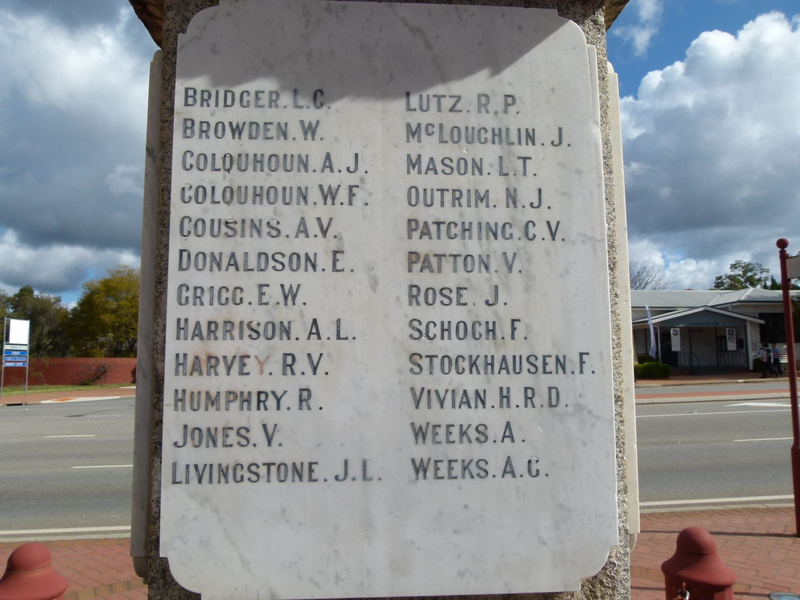 BRIDGER.L.C.
BROWDEN.W.
COLQUHOUN.A.J.
COLQUHOUN.W.F.
COUSINS.A.V.
DONALDSON.E.
GRIGG.E.W.
HARRISON.A.L.
HARVEY.R.V.
HUMPHRY.R.
JONES.V.
LIVINGSTONE.J.L.
LUTZ.R.P.
McLOUCHLIN.J.
MASON.L.T.
OUTRIM.N.J.
PATCHING.C.V.
PATTON.V.
ROSE.J.
SCHOCH.F.
STOCKHAUSEN.F.
VIVIAN.H.R.D.
WEEKS.A.
WEEKS.A.G.